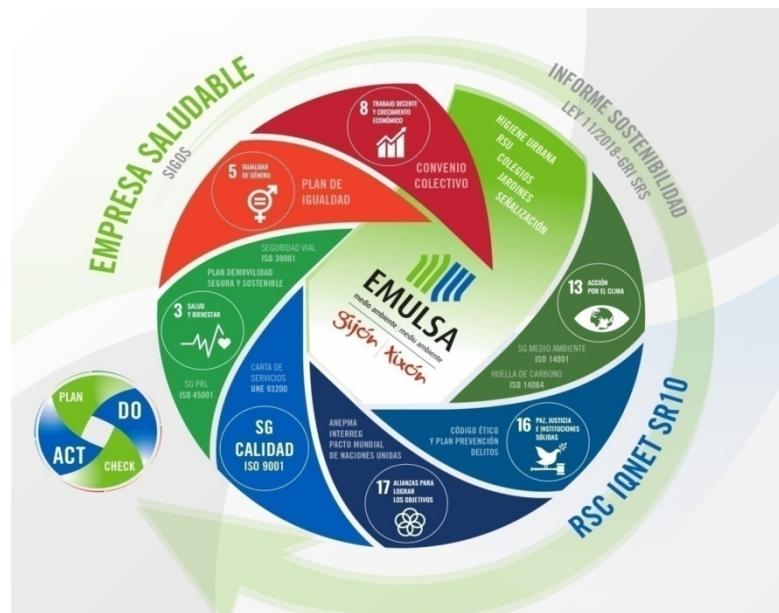 EMPRESA SALUDABLE
SIGOS
INFORME SOSTENIBILIDAD
LEY 11/2018-GRI SRS
RSC IQNET SR10
8 TRABAJO DECENTE
Y CRECIMIENTO
ECONÓMICO
CONVENIO
COLECTIVO
HIGIENE URBANA
RSU
COLEGIOS
JARDINES
SEÑALIZACIÓN
5 IGUALDAD
DE GÉNERO
PLAN DE
IGUALDAD
SEGURIDAD VIAL
ISO 39001
PLAN DEMOVILIDAD
SEGURA Y SOSTENIBLE
3 SALUD
Y BIENESTAR
SG PRL
ISO 45001
EMULSA
medio ambiente/mediu ambiente
gijón xixón
13 ACCIÓN
POR EL CLIMA
SG MEDIO AMBIENTE
ISO 14001
HUELLA DE CARBONO
ISO 14064
CARTA DE
SERVICIOS
UNE 93200
SG
CALIDAD
ISO 9001
ANEPMA
INTERREG
PACTO MUNDIAL
DE NACIONES UNIDAS
17 ALIANZAS PARA
LOGRAR
LOS OBJETIVOS
CÓDIGO ÉTICO
Y PLAN PREVENCIÓN
DELITOS
16 PAZ, JUSTICIA
E INSTITUCIONES
SÓLIDAS
PLAN
DO
ACT
CHECK